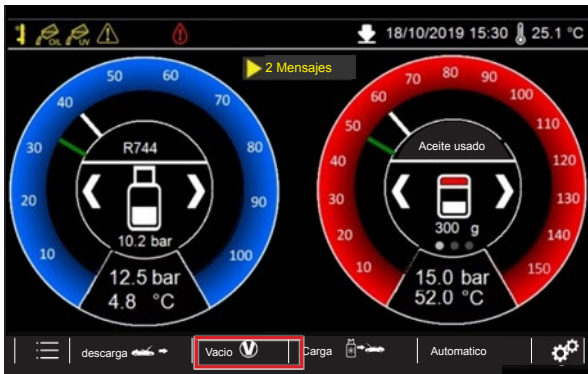 OIL UV 18/10/2019 15:30 25.1 °C
2 Mensajes
10 20 30 40 50 60 70 80 90 100
R744
10.2 bar
12.5 bar
4.8 °C
10 20 30 40 50 60 70 80 90 100 110 120 130 140 150
Aceite usado
300 g
15.0 bar
52.0 °C
descarga Vacio V Carga Automatico